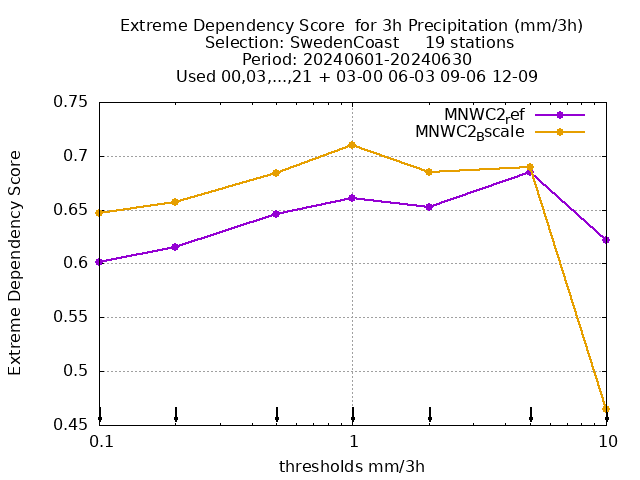 Extreme Dependency Score  for 3h Precipitation (mm/3h)
Selection: SwedenCoast     19 stations
Period: 20240601-20240630
Used 00,03,...,21 + 03-00 06-03 09-06 12-09
MNWC2ref
MNWC2Bscale
0.75
0.7
0.65
0.6
0.55
0.5
0.45
Extreme Dependency Score
0.1
1
10
thresholds mm/3h